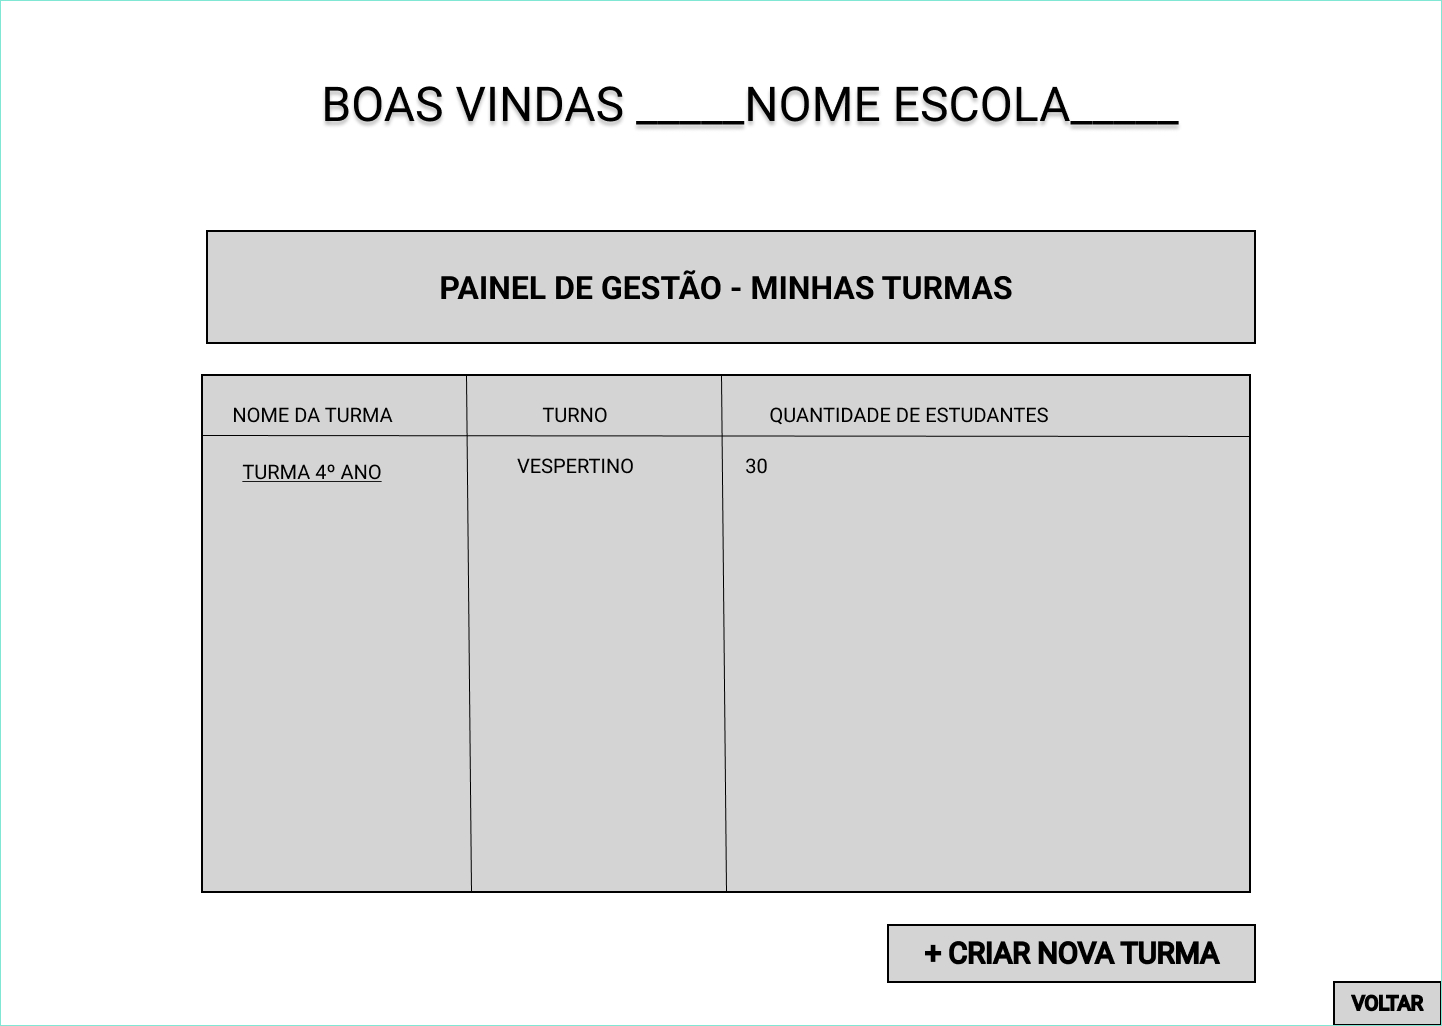 BOAS VINDAS _____NOME ESCOLA_____
PAINEL DE GESTÃO - MINHAS TURMAS
NOME DA TURMA TURNO QUANTIDADE DE ESTUDANTES
TURMA 4º ANO VESPERTINO 30
+ CRIAR NOVA TURMA
VOLTAR